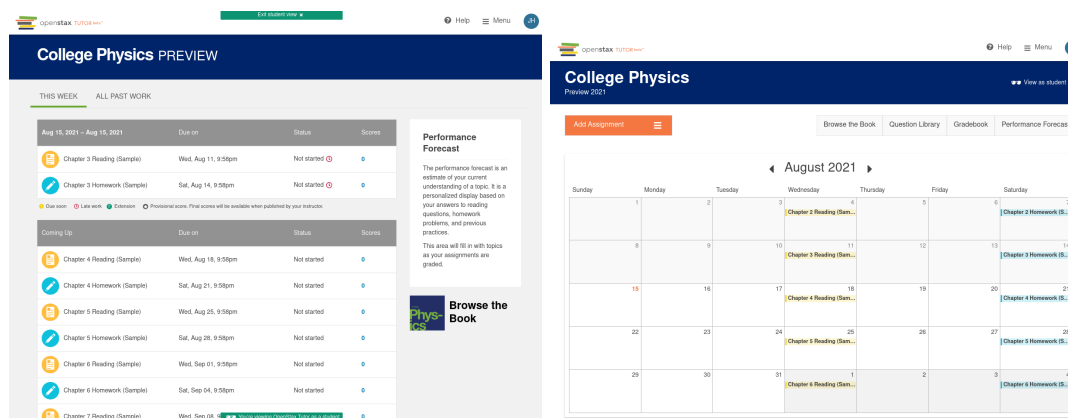 Exit student view ×
openstax TUTOR
Help
Menu
JH
College Physics PREVIEW
THIS WEEK
ALL PAST WORK
Aug 15, 2021 – Aug 15, 2021 Due on Status Scores
Chapter 3 Reading (Sample) Wed, Aug 11, 9:58pm Not started 0
Chapter 3 Homework (Sample) Sat, Aug 14, 9:58pm Not started 0
Due soon Late work Extension Provisional score. Final scores will be available when published by your instructor.
Coming Up Due on Status Scores
Chapter 4 Reading (Sample) Wed, Aug 18, 9:58pm Not started 0
Chapter 4 Homework (Sample) Sat, Aug 21, 9:58pm Not started 0
Chapter 5 Reading (Sample) Wed, Aug 25, 9:58pm Not started 0
Chapter 5 Homework (Sample) Sat, Aug 28, 9:58pm Not started 0
Chapter 6 Reading (Sample) Wed, Sep 01, 9:58pm Not started 0
Chapter 6 Homework (Sample) Sat, Sep 04, 9:58pm Not started 0
Chapter 7 Reading (Sample) Wed, Sep 08, Not started 0
You're viewing OpenStax Tutor as a student
Performance
Forecast
The performance forecast is an
estimate of your current
understanding of a topic. It is a
personalized display based on
your answers to reading
questions, homework
problems, and previous
practices.
This area will fill in with topics
as your assignments are
graded.
Phys-
ics
Browse the
Book
openstax TUTOR
Help
Menu
College Physics
Preview 2021
View as student
Add Assignment
Browse the Book
Question Library
Gradebook
Performance Forecas
August 2021
Sunday Monday Tuesday Wednesday Thursday Friday Saturday
1 2 3 4 5 6 7
Chapter 2 Reading (Sam... Chapter 2 Homework (S...
8 9 10 11 12 13 14
Chapter 3 Reading (Sam... Chapter 3 Homework (S...
15 16 17 18 19 20 21
Chapter 4 Reading (Sam... Chapter 4 Homework (S...
22 23 24 25 26 27 28
Chapter 5 Reading (Sam... Chapter 5 Homework (S...
29 30 31 1 2 3 4
Chapter 6 Reading (Sam... Chapter 6 Homework (S...